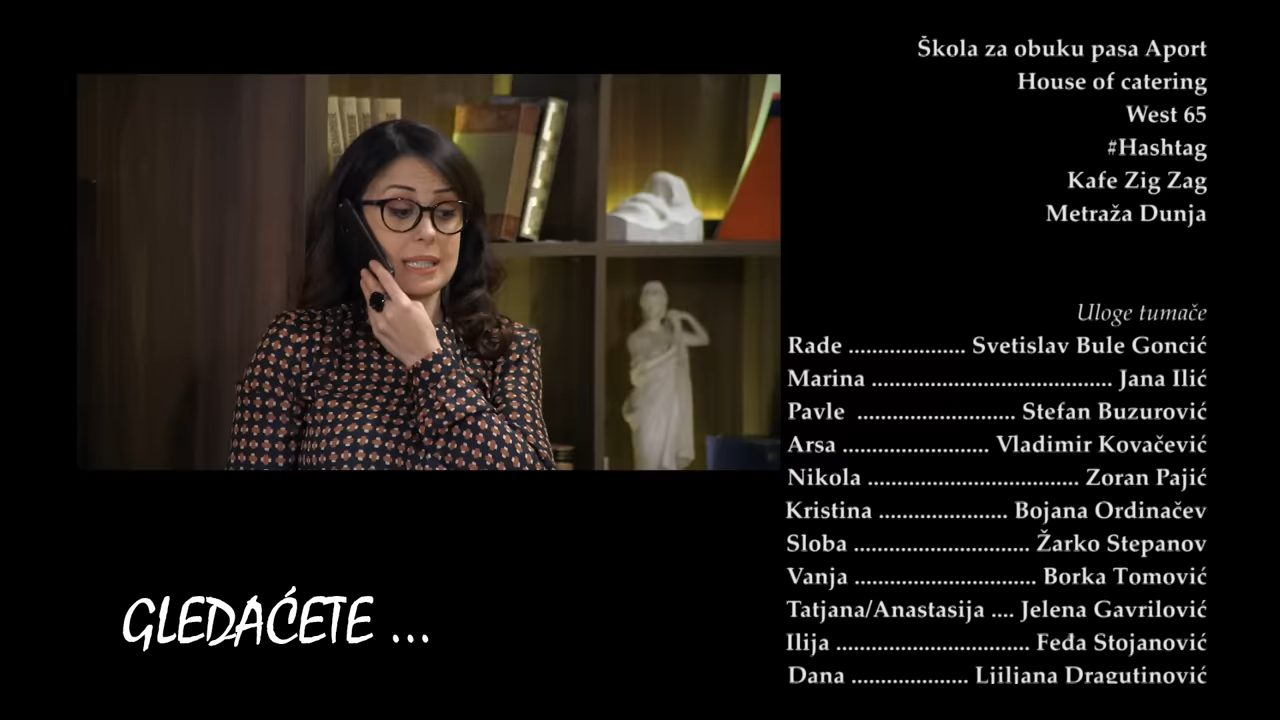 Škola za obuku pasa Aport
House of catering
West 65
#Hashtag
Kafe Zig Zag
Metraža Dunja
Uloge tumače
Rade .................... Svetislav Bule Goncić
Marina ......................................... Jana Ilić
Pavle ........................... Stefan Buzurović
Arsa ......................... Vladimir Kovačević
Nikola .................................... Zoran Pajić
Kristina ...................... Bojana Ordinačev
Sloba .............................. Žarko Stepanov
Vanja ............................... Borka Tomović
Tatjana/Anastasija .... Jelena Gavrilović
Ilija ................................. Feđa Stojanović
Dana .................... Ljiljana Dragutinović
GLEDAĆETE ...